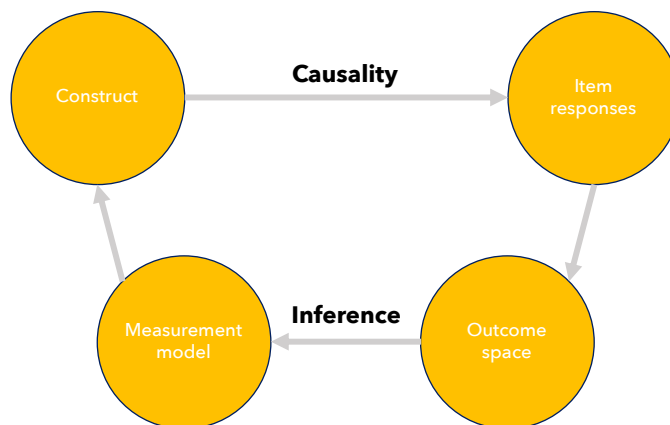 Causality
Construct
Item
responses
Inference
Measurement
model
Outcome
space